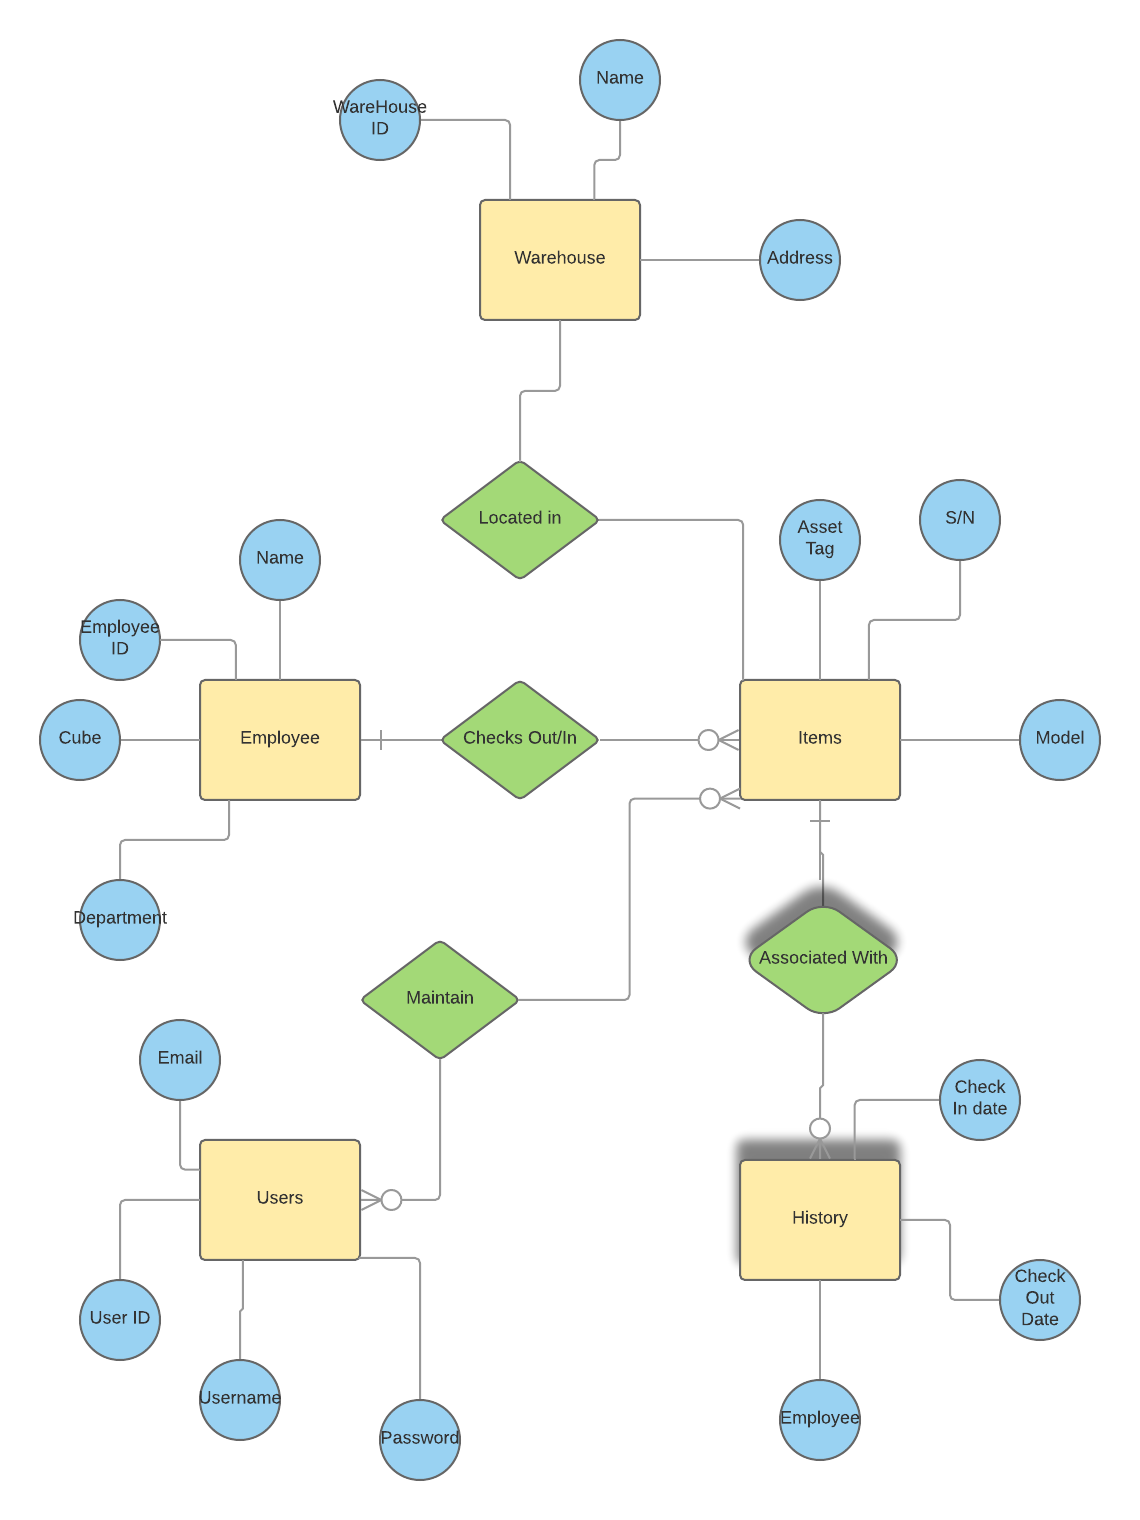 Name
WareHouse
ID
Warehouse
Address
Located in
Asset
Tag
S/N
Name
Employee
ID
Cube
Employee
Checks Out/In
Items
Model
Department
Associated With
Maintain
Email
Check
In date
Users
History
Check
Out
Date
User ID
Username
Password
Employee